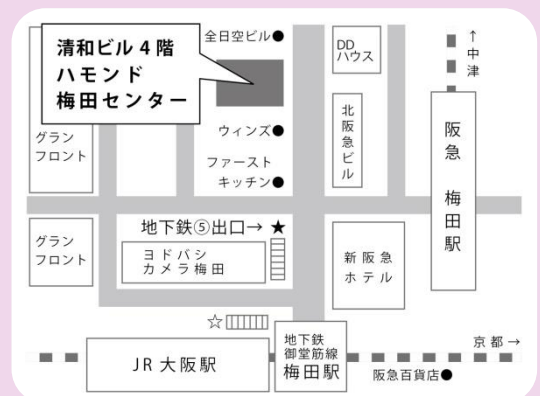 清和ビル4階
ハモンド
梅田センター
全日空ビル●
DD
ハウス
↑
中津
グラン
フロント
ウィンズ●
北阪急ビル
阪急 梅田駅
ファースト
キッチン●
地下鉄⑤出口→ ★
グラン
フロント
ヨドバシ
カメラ梅田
新阪急
ホテル
☆
地下鉄
御堂筋線
梅田駅
京都→
JR大阪駅
阪急百貨店●